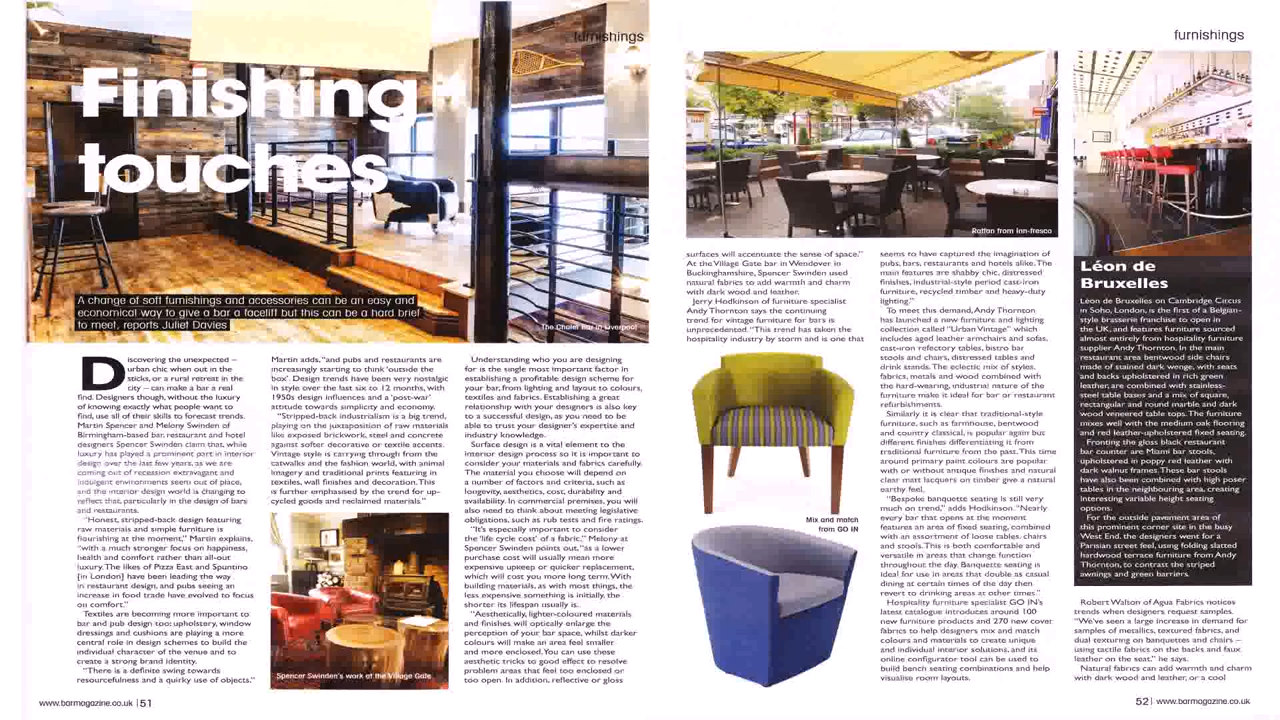 furnishings
Finishing
touches
A change of soft furnishings and accessories can be an easy and
economical way to give a bar a facelift but this can be a hard brief
to meet, reports Juliet Davies
The Chalet Bar in Liverpool
Discovering the unexpected –
urban chic when out in the
sticks, or a rural retreat in the
city – can make a bar a real
find. Designers though, without the luxury
of knowing exactly what people want to
find, use all of their skills to forecast trends.
Martin Spencer and Melony Swinden of
Birmingham-based bar, restaurant and hotel
designers Spencer Swinden claim that, while
luxury has played a prominent part in interior
design over the last few years, as we are
coming out of recession extravagant and
indulgent environments seem out of place,
and the interior design world is changing to
reflect that, particularly in the design of bars
and restaurants.
"Honest, stripped-back design featuring
raw materials and simple furniture is
flourishing at the moment," Martin explains,
"with a much stronger focus on happiness,
health and comfort rather than all-out
luxury. The likes of Pizza East and Spuntino
[in London] have been leading the way
in restaurant design, and pubs seeing an
increase in food trade have evolved to focus
on comfort."
Textiles are becoming more important to
bar and pub design too: upholstery, window
dressings and cushions are playing a more
central role in design schemes to build the
individual character of the venue and to
create a strong brand identity.
"There is a definite swing towards
resourcefulness and a quirky use of objects,"
Martin adds, "and pubs and restaurants are
increasingly starting to think 'outside the
box'. Design trends have been very nostalgic
in style over the last six to 12 months, with
1950s design influences and a 'post-war'
attitude towards simplicity and economy.
"Stripped-back industrialism is a big trend,
playing on the juxtaposition of raw materials
like exposed brickwork, steel and concrete
against softer decorative or textile accents.
Vintage style is carrying through from the
catwalks and the fashion world, with animal
imagery and traditional prints featuring in
textiles, wall finishes and decoration. This
is further emphasised by the trend for up-
cycled goods and reclaimed materials."
Spencer Swinden's work at the Village Gate
Understanding who you are designing
for is the single most important factor in
establishing a profitable design scheme for
your bar, from lighting and layout to colours,
textiles and fabrics. Establishing a great
relationship with your designers is also key
to a successful design, as you need to be
able to trust your designer's expertise and
industry knowledge.
Surface design is a vital element to the
interior design process so it is important to
consider your materials and fabrics carefully.
The material you choose will depend on
a number of factors and criteria, such as
longevity, aesthetics, cost, durability and
availability. In commercial premises, you will
also need to think about meeting legislative
obligations, such as rub tests and fire ratings.
"It's especially important to consider
the 'life cycle cost' of a fabric," Melony at
Spencer Swinden points out, "as a lower
purchase cost will usually mean more
expensive upkeep or quicker replacement,
which will cost you more long term. With
building materials, as with most things, the
less expensive something is initially, the
shorter its lifespan usually is.
"Aesthetically, lighter-coloured materials
and finishes will optically enlarge the
perception of your bar space, whilst darker
colours will make an area feel smaller
and more enclosed. You can use these
aesthetic tricks to good effect to resolve
problem areas that feel too enclosed or
too open. In addition, reflective or gloss
www.barmagazine.co.uk |51
furnishings
Rattan from Inn-fresco
surfaces will accentuate the sense of space."
At the Village Gate bar in Wendover in
Buckinghamshire, Spencer Swinden used
natural fabrics to add warmth and charm
with dark wood and leather.
Jerry Hodkinson of furniture specialist
Andy Thornton says the continuing
trend for vintage furniture for bars is
unprecedented. "This trend has taken the
hospitality industry by storm and is one that
Mix and match
from GO IN
seems to have captured the imagination of
pubs, bars, restaurants and hotels alike. The
main features are shabby chic, distressed
finishes, industrial-style period cast-iron
furniture, recycled timber and heavy-duty
lighting."
To meet this demand, Andy Thornton
has launched a new furniture and lighting
collection called "Urban Vintage" which
includes aged leather armchairs and sofas,
cast-iron refectory tables, bistro bar
stools and chairs, distressed tables and
drink stands. The eclectic mix of styles,
fabrics, metals and wood combined with
the hard-wearing, industrial nature of the
furniture make it ideal for bar or restaurant
refurbishments.
Similarly it is clear that traditional-style
furniture, such as farmhouse, bentwood
and country classical, is popular again but
different finishes differentiating it from
traditional furniture from the past. This time
around primary paint colours are popular
with or without antique finishes and natural
clear matt lacquers on timber give a natural
earthy feel.
"Bespoke banquette seating is still very
much on trend," adds Hodkinson. "Nearly
every bar that opens at the moment
features an area of fixed seating, combined
with an assortment of loose tables, chairs
and stools. This is both comfortable and
versatile in areas that change function
throughout the day. Banquette seating is
ideal for use in areas that double as casual
dining at certain times of the day then
revert to drinking areas at other times."
Hospitality furniture specialist GO IN's
latest catalogue introduces around 100
new furniture products and 270 new cover
fabrics to help designers mix and match
colours and materials to create unique
and individual interior solutions, and its
online configurator tool can be used to
build bench seating combinations and help
visualise room layouts.
Léon de
Bruxelles
Léon de Bruxelles on Cambridge Circus
in Soho, London, is the first of a Belgian-
style brasserie franchise to open in
the UK, and features furniture sourced
almost entirely from hospitality furniture
supplier Andy Thornton. In the main
restaurant area bentwood side chairs
made of stained dark wenge, with seats
and backs upholstered in rich green
leather, are combined with stainless-
steel table bases and a mix of square,
rectangular and round marble and dark
wood veneered table tops. The furniture
mixes well with the medium oak flooring
and red leather-upholstered fixed seating.
Fronting the gloss black restaurant
bar counter are Miami bar stools,
upholstered in poppy red leather with
dark walnut frames. These bar stools
have also been combined with high poser
tables in the neighbouring area, creating
interesting variable height seating
options.
For the outside pavement area of
this prominent corner site in the busy
West End, the designers went for a
Parisian street feel, using folding slatted
hardwood terrace furniture from Andy
Thornton, to contrast the striped
awnings and green barriers.
Robert Walton of Agua Fabrics notices
trends when designers request samples.
"We've seen a large increase in demand for
samples of metallics, textured fabrics, and
dual texturing on banquettes and chairs –
using tactile fabrics on the backs and faux
leather on the seat," he says.
Natural fabrics can add warmth and charm
with dark wood and leather, or a cool
52| www.barmagazine.co.uk